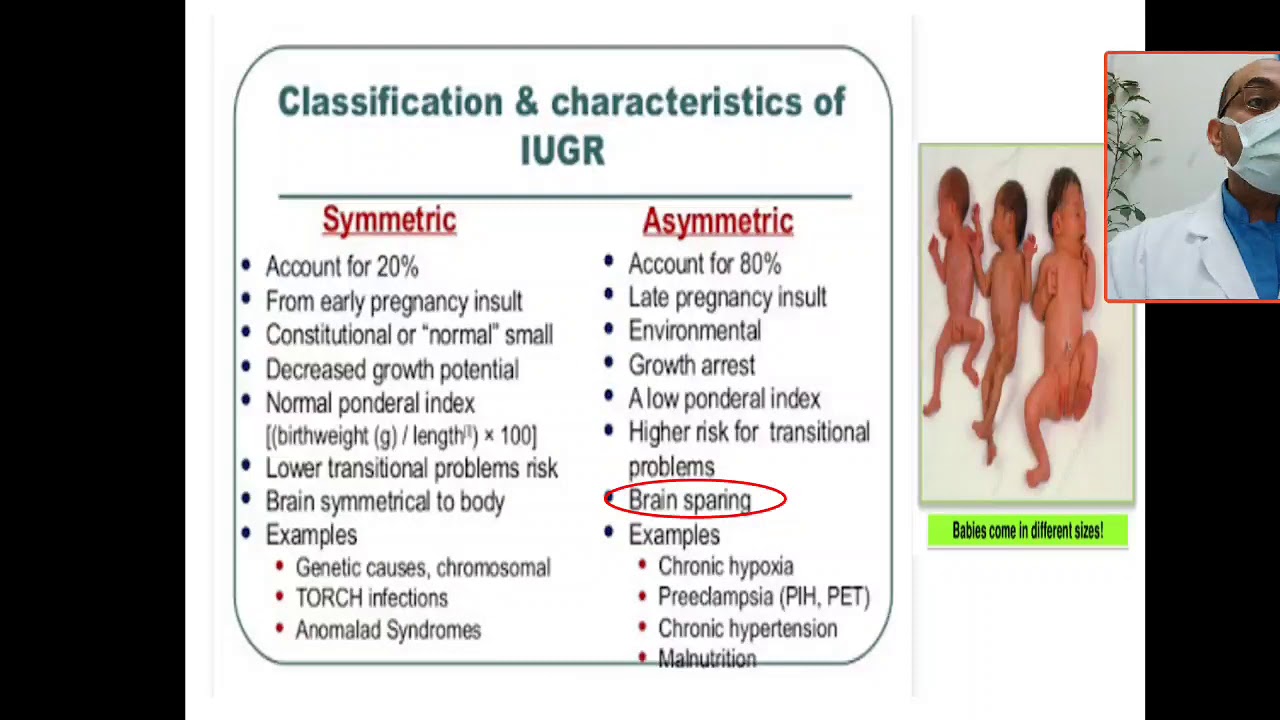 Classification & characteristics of
IUGR
Symmetric
Account for 20%
From early pregnancy insult
Constitutional or “normal” small
Decreased growth potential
Normal ponderal index
[(birthweight (g) / length) × 100]
Lower transitional problems risk
Brain symmetrical to body
Examples
Genetic causes, chromosomal
TORCH infections
Anomalad Syndromes
Asymmetric
Account for 80%
Late pregnancy insult
Environmental
Growth arrest
A low ponderal index
Higher risk for transitional
problems
Brain sparing
Examples
Chronic hypoxia
Preeclampsia (PIH, PET)
Chronic hypertension
Malnutrition
Babies come in different sizes!